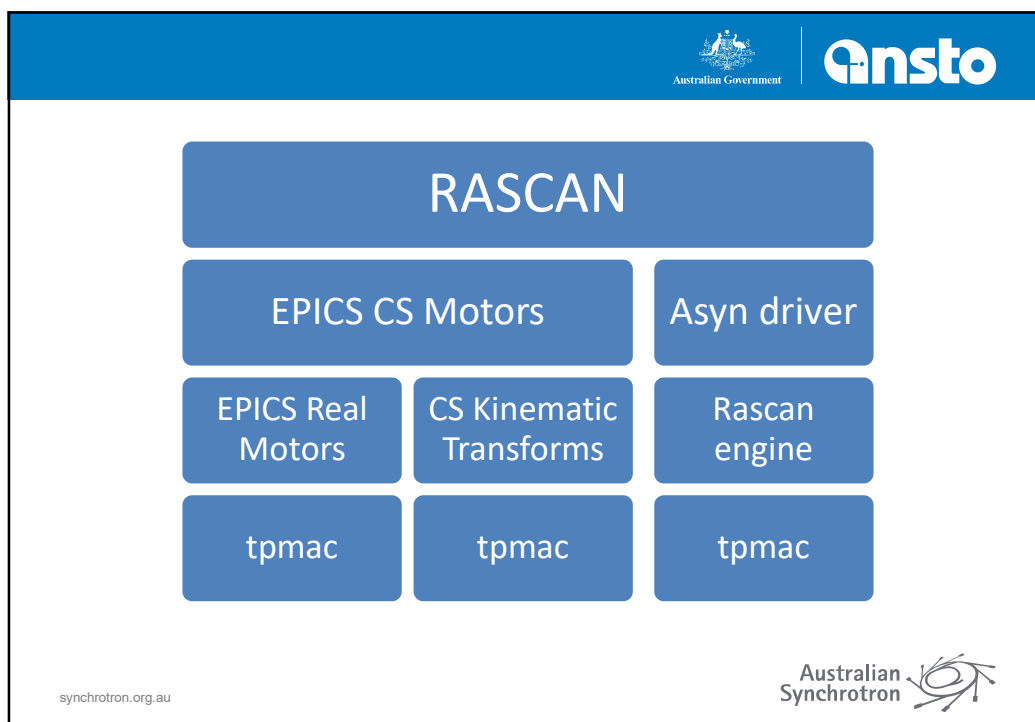 Australian Government
ansto
RASCAN
EPICS CS Motors
Asyn driver
EPICS Real
Motors
CS Kinematic
Transforms
Rascan
engine
tpmac
tpmac
tpmac
synchrotron.org.au
Australian
Synchrotron